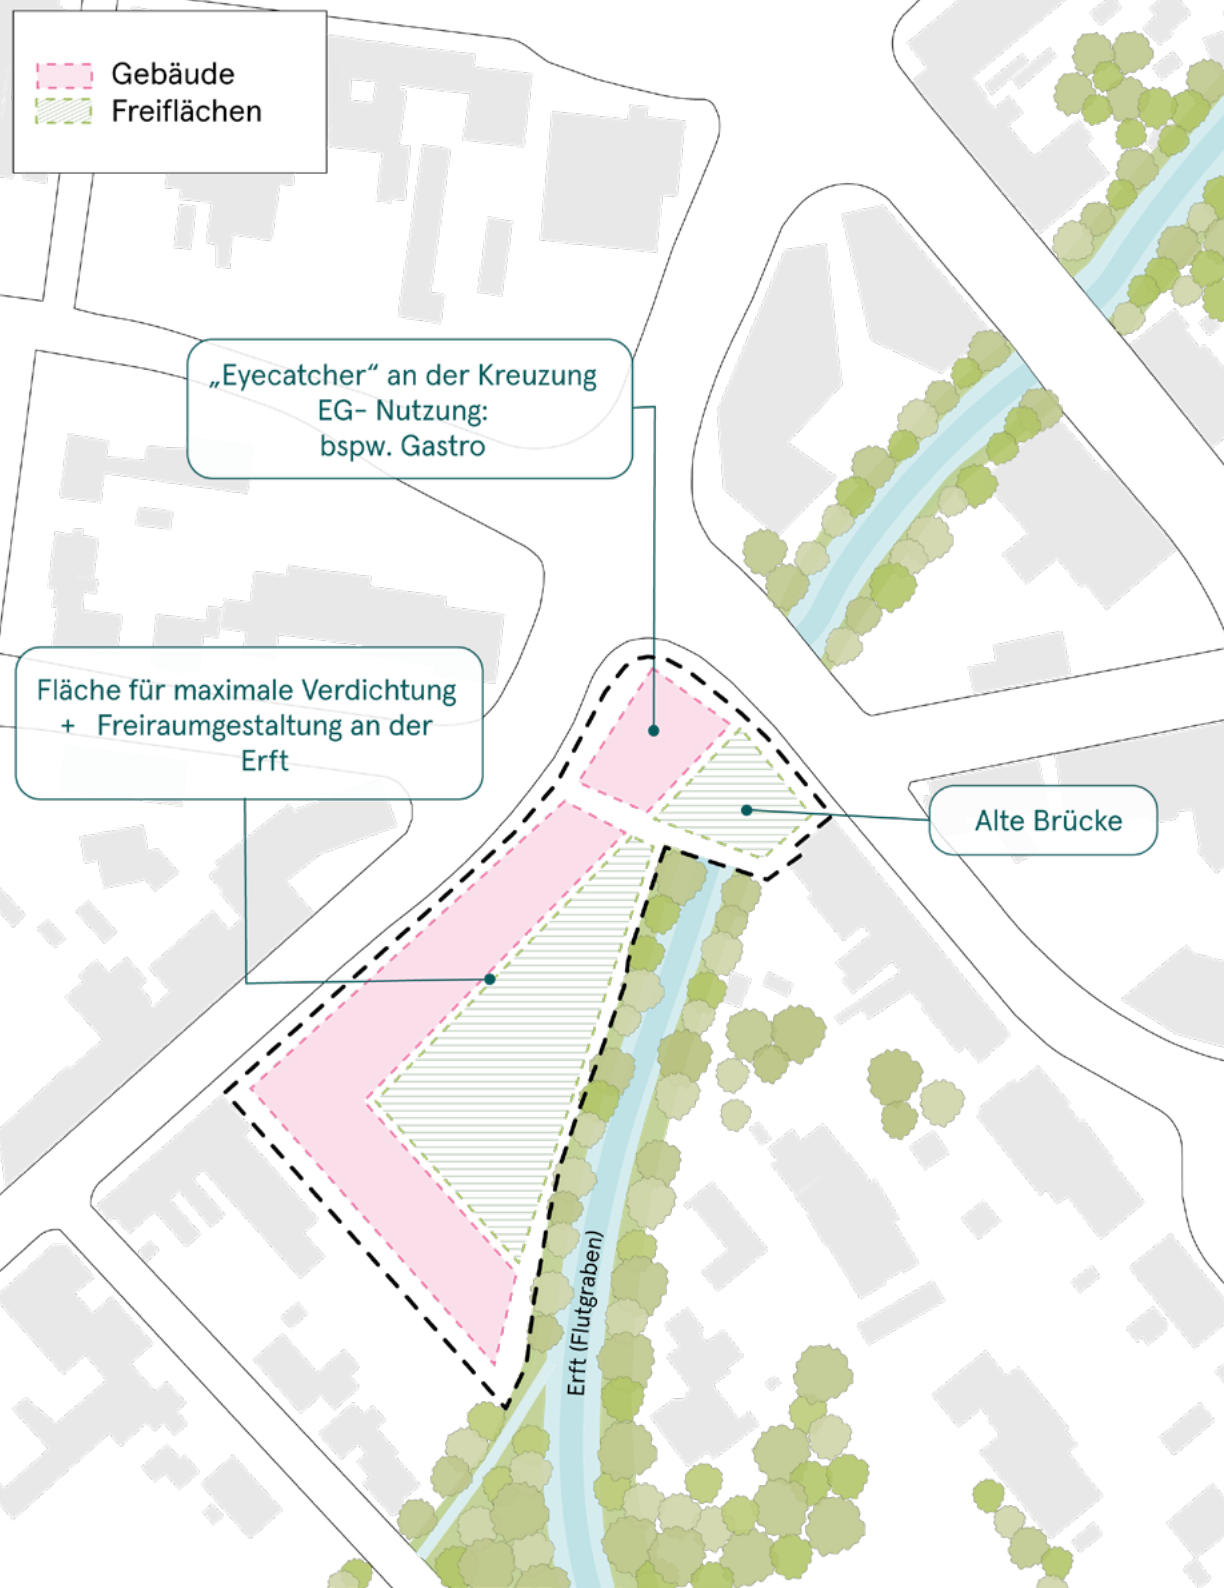 Gebäude
Freiflächen
„Eyecatcher“ an der Kreuzung
EG- Nutzung:
bspw. Gastro
Fläche für maximale Verdichtung
+ Freiraumgestaltung an der
Erft
Alte Brücke
Erft (Flutgraben)